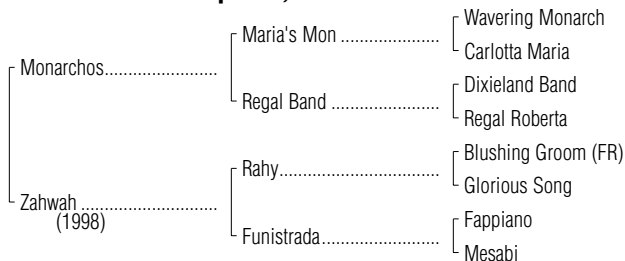 Wavering Monarch
Maria's Mon ....................
Carlotta Maria
Monarchos.......................
Dixieland Band
Regal Band ......................
Regal Roberta
Blushing Groom (FR)
Rahy.................................
Glorious Song
Zahwah ............................
(1998)
Fappiano
Funistrada........................
Mesabi